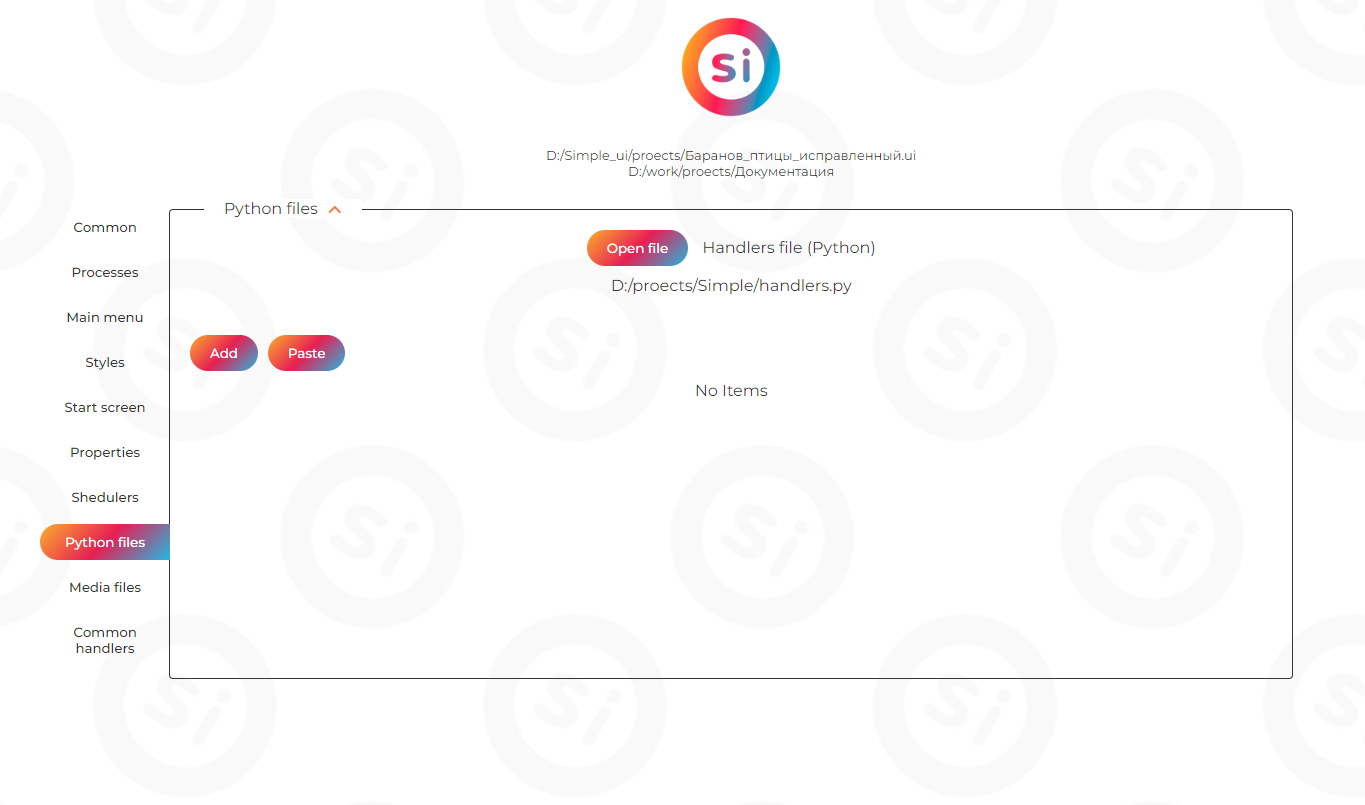 Si
D:/Simple_ui/proects/Баранов_птицы_исправленный.ui
D:/work/proects/Документация
Python files
Common
Processes
Main menu
Styles
Start screen
Properties
Shedulers
Python files
Media files
Common
handlers
Open file Handlers file (Python)
D:/proects/Simple/handlers.py
Add Paste
No Items